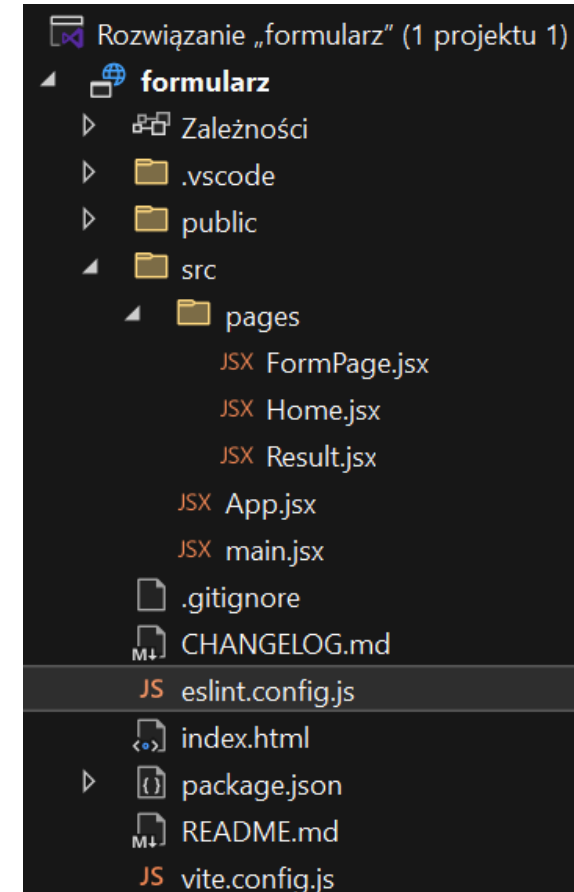 Rozwiązanie „formularz” (1 projektu 1)
formularz
Zależności
.vscode
public
src
pages
JSX FormPage.jsx
JSX Home.jsx
JSX Result.jsx
JSX App.jsx
JSX main.jsx
.gitignore
M↓ CHANGELOG.md
JS eslint.config.js
index.html
package.json
M↓ README.md
JS vite.config.js